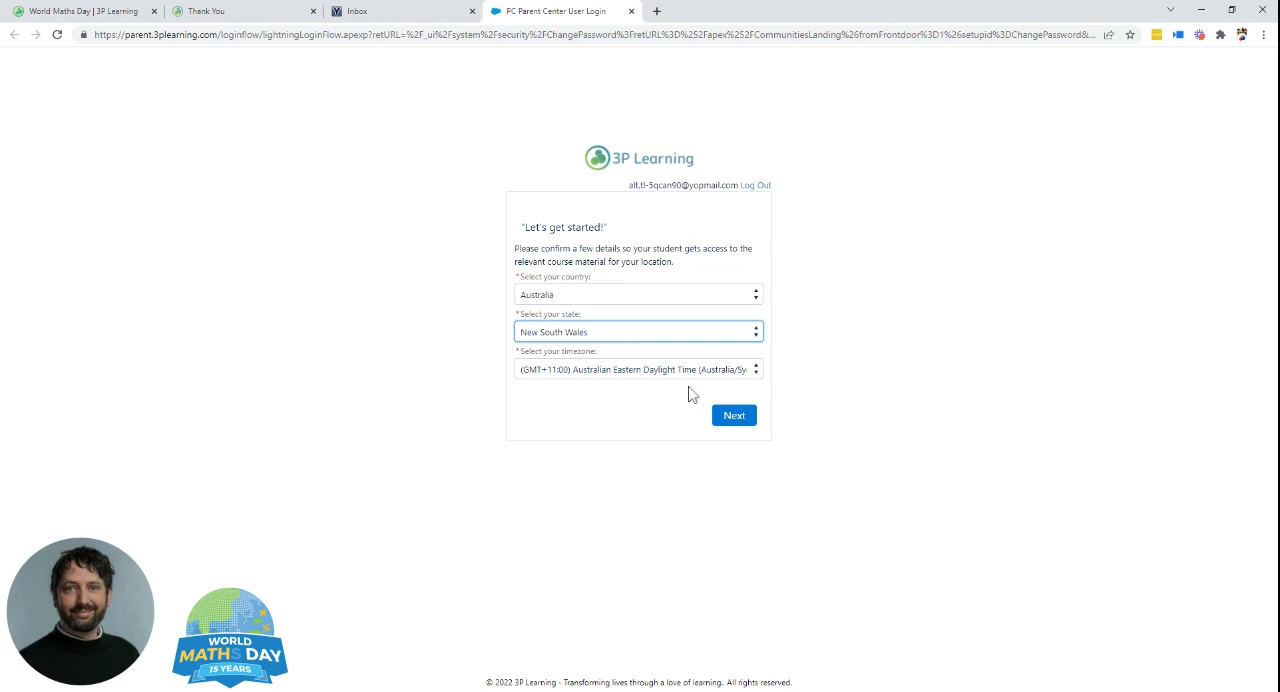 World Maths Day | 3P Learning
Thank You
Inbox
PC Parent Center User Login
https://parent.3plearning.com/loginflow/lightningLoginFlow.apexp?retURL=%2F_ui%2Fsystem%2Fsecurity%2FChangePassword%3FretURL%3D%252Fapex%252FCommunitiesLanding%26fromFrontdoor%3D1%26setupid%3DChangePassword&...
3P Learning
alt.tl-5qcan90@yopmail.com Log Out
"Let's get started!"
Please confirm a few details so your student gets access to the
relevant course material for your location.
*Select your country:
Australia
*Select your state:
New South Wales
*Select your timezone:
(GMT+11:00) Australian Eastern Daylight Time (Australia/Sy
Next
WORLD
MATHS DAY
15 YEARS
© 2022 3P Learning - Transforming lives through a love of learning.. All rights reserved.